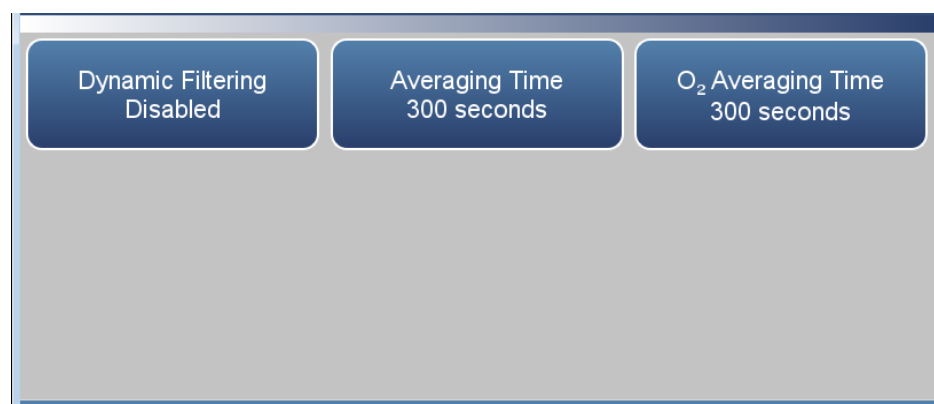 Dynamic Filtering
Disabled
Averaging Time
300 seconds
O₂ Averaging Time
300 seconds